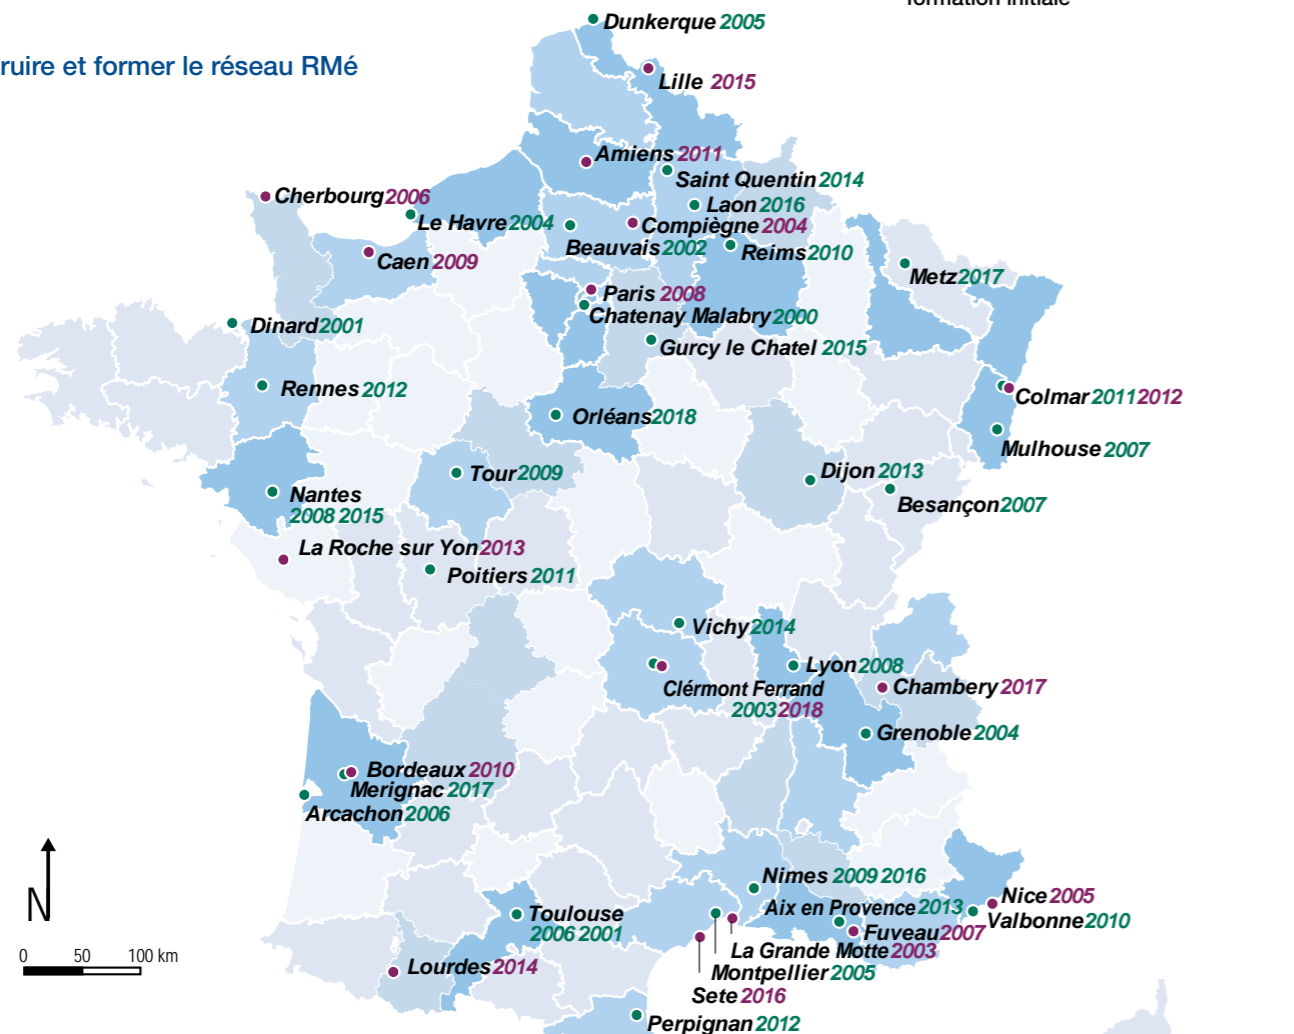 formation initiale
Dunkerque 2005
ruire et former le réseau RMé
Lille 2015
Amiens 2011
Saint Quentin 2014
Cherbourg 2006
Laon 2016
Le Havre 2004
Compiègne 2004
Beauvais 2002
Reims 2010
Caen 2009
Metz 2017
Paris 2008
Chatenay Malabry 2000
Dinard 2001
Gurcy le Chatel 2015
Rennes 2012
Colmar 2011 2012
Orléans 2018
Mulhouse 2007
Tour 2009
Dijon 2013
Nantes
2008 2015
Besançon 2007
La Roche sur Yon 2013
Poitiers 2011
Vichy 2014
Lyon 2008
Clérmont Ferrand
2003 2018
Chambery 2017
Grenoble 2004
Bordeaux 2010
Merignac 2017
Arcachon 2006
N
0 50 100 km
Nimes 2009 2016
Nice 2005
Aix en Provence 2013
Valbonne 2010
Toulouse
2006 2001
Fuveau 2007
La Grande Motte 2003
Lourdes 2014
Montpellier 2005
Sete 2016
Perpignan 2012